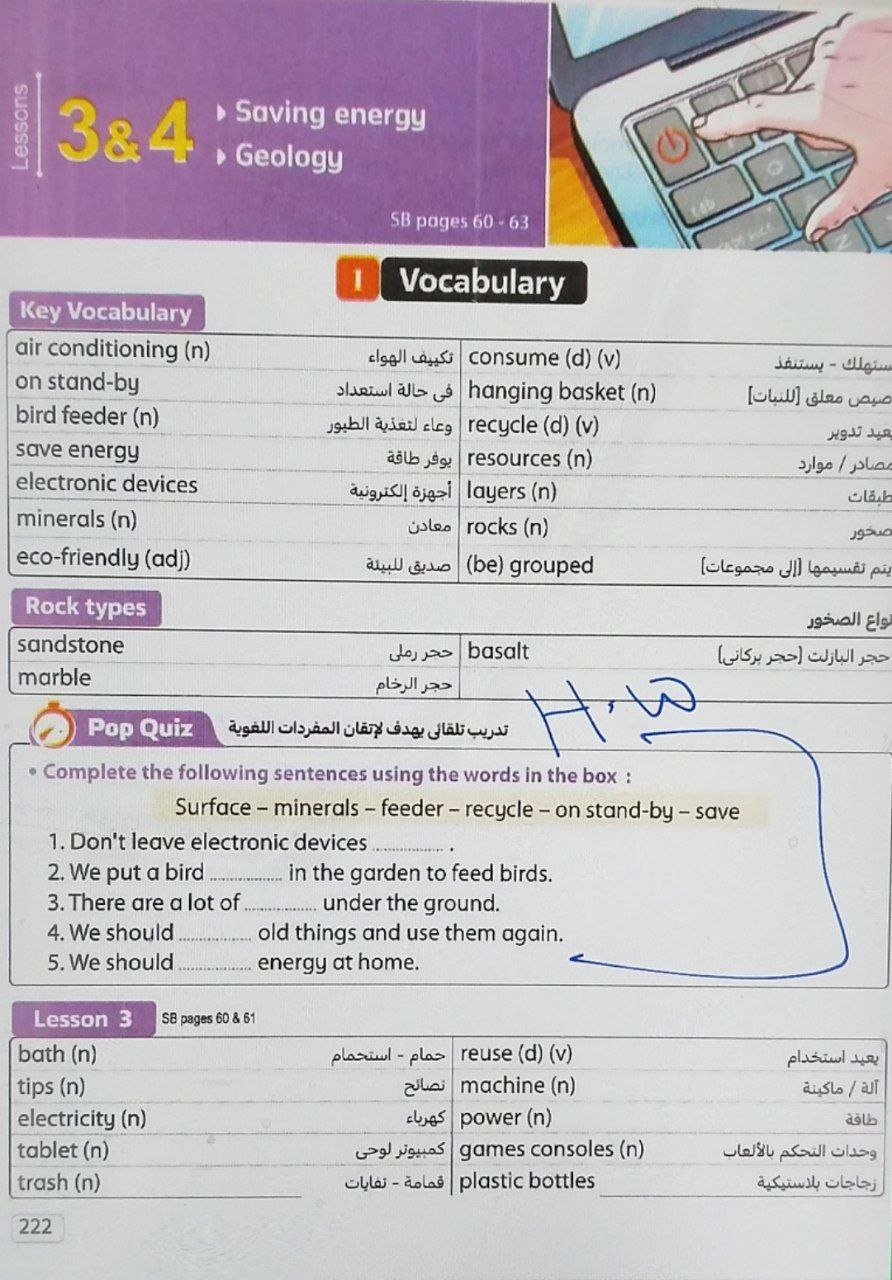 Lessons
3&4
Saving energy
Geology
SB pages 60 - 63
tab
Z
1 Vocabulary
Key Vocabulary
air conditioning (n) تكييف الهواء consume (d) (v) ستهلك - يستنفذ
on stand-by فى حالة استعداد hanging basket (n) صيص معلق [للنبات]
bird feeder (n) وعاء لتغذية الطيور recycle (d) (v) يعيد تدوير
save energy يوفر طاقة resources (n) مصادر / موارد
electronic devices أجهزة إلكترونية layers (n) طبقات
minerals (n) معادن rocks (n) صخور
eco-friendly (adj) صديق للبيئة (be) grouped يتم تقسيمها [إلى مجموعات]
Rock types نواع الصخور
sandstone حجر رملى basalt حجر البازلت [حجر بركانى]
marble حجر الرخام
H.W
Pop Quiz تدريب تلقائى يهدف لإتقان المفردات اللغوية
• Complete the following sentences using the words in the box :
Surface – minerals – feeder – recycle – on stand-by – save
1. Don't leave electronic devices ................ .
2. We put a bird ................ in the garden to feed birds.
3. There are a lot of ................ under the ground.
4. We should ................ old things and use them again.
5. We should ................ energy at home.
Lesson 3 SB pages 60 & 61
bath (n) حمام - استحمام reuse (d) (v) يعيد استخدام
tips (n) نصائح machine (n) آلة / ماكينة
electricity (n) كهرباء power (n) طاقة
tablet (n) كمبيوتر لوحى games consoles (n) وحدات التحكم بالألعاب
trash (n) قمامة - نفايات plastic bottles زجاجات بلاستيكية
222